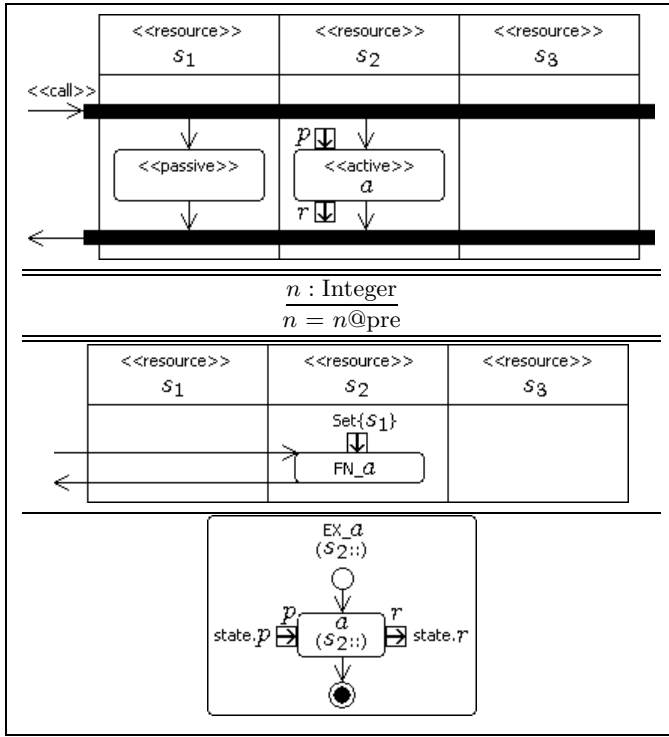 <<resource>> <<resource>> <<resource>>
s1 s2 s3
<<call>>
p
<<passive>> <<active>>
a
r
n : Integer
n = n@pre
<<resource>> <<resource>> <<resource>>
s1 s2 s3
Set{s1}
FN_a
EX_a
(s2::)
p r
a
state.p (s2::) state.r